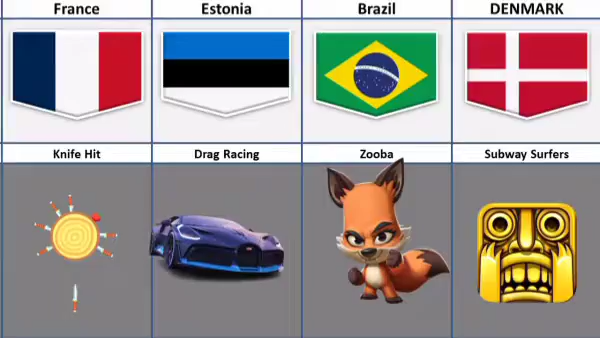 France
Estonia
Brazil
DENMARK
Knife Hit
Drag Racing
Zooba
Subway Surfers